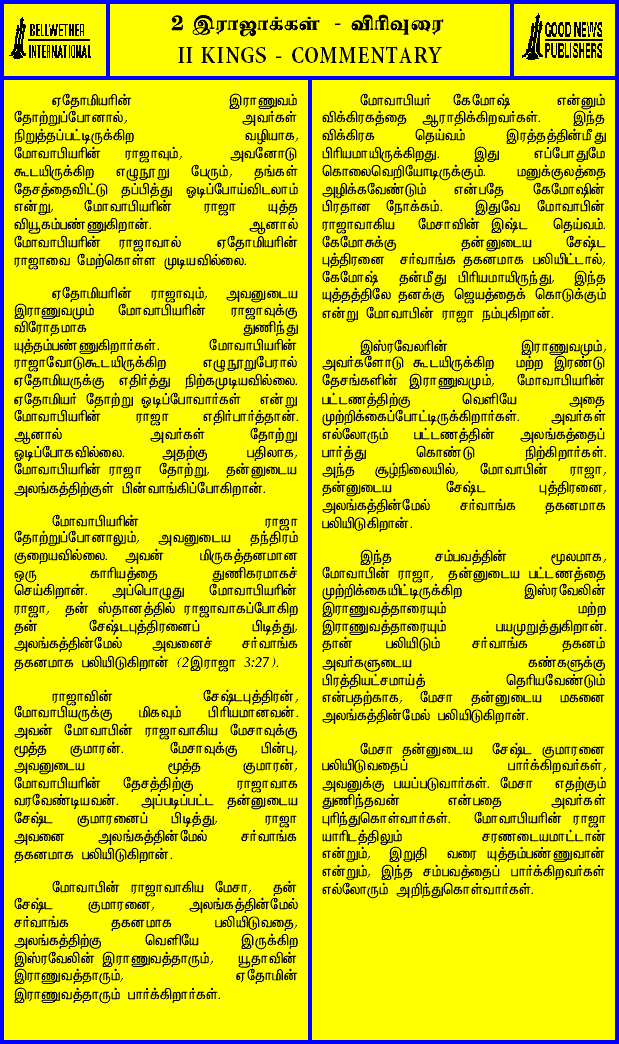 BELLWETHER
INTERNATIONAL
2 இராஜாக்கள் - விரிவுரை
II KINGS - COMMENTARY
GOOD NEWS
PUBLISHERS
ஏதோமியரின் இராணுவம்
தோற்றுப்போனால், அவர்கள்
நிறுத்தப்பட்டிருக்கிற வழியாக,
மோவாபியரின் ராஜாவும், அவனோடு
கூடயிருக்கிற எழுநூறு பேரும், தங்கள்
தேசத்தைவிட்டு தப்பித்து ஓடிப்போய்விடலாம்
என்று, மோவாபியரின் ராஜா யுத்த
வியூகம்பண்ணுகிறான். ஆனால்
மோவாபியரின் ராஜாவால் ஏதோமியரின்
ராஜாவை மேற்கொள்ள முடியவில்லை.
ஏதோமியரின் ராஜாவும், அவனுடைய
இராணுவமும் மோவாபியரின் ராஜாவுக்கு
விரோதமாக துணிந்து
யுத்தம்பண்ணுகிறார்கள். மோவாபியரின்
ராஜாவோடுகூடயிருக்கிற எழுநூறுபேரால்
ஏதோமியருக்கு எதிர்த்து நிற்கமுடியவில்லை.
ஏதோமியர் தோற்று ஓடிப்போவார்கள் என்று
மோவாபியரின் ராஜா எதிர்பார்த்தான்.
ஆனால் அவர்கள் தோற்று
ஓடிப்போகவில்லை. அதற்கு பதிலாக,
மோவாபியரின் ராஜா தோற்று, தன்னுடைய
அலங்கத்திற்குள் பின்வாங்கிப்போகிறான்.
மோவாபியரின் ராஜா
தோற்றுப்போனாலும், அவனுடைய தந்திரம்
குறையவில்லை. அவன் மிருகத்தனமான
ஒரு காரியத்தை துணிகரமாகச்
செய்கிறான். அப்பொழுது மோவாபியரின்
ராஜா, தன் ஸ்தானத்தில் ராஜாவாகப்போகிற
தன் சேஷ்டபுத்திரனைப் பிடித்து,
அலங்கத்தின்மேல் அவனைச் சர்வாங்க
தகனமாக பலியிடுகிறான் (2இராஜா 3:27).
ராஜாவின் சேஷ்டபுத்திரன்,
மோவாபியருக்கு மிகவும் பிரியமானவன்.
அவன் மோவாபின் ராஜாவாகிய மேசாவுக்கு
மூத்த குமாரன். மேசாவுக்கு பின்பு,
அவனுடைய மூத்த குமாரன்,
மோவாபியரின் தேசத்திற்கு ராஜாவாக
வரவேண்டியவன். அப்படிப்பட்ட தன்னுடைய
சேஷ்ட குமாரனைப் பிடித்து, ராஜா
அவனை அலங்கத்தின்மேல் சர்வாங்க
தகனமாக பலியிடுகிறான்.
மோவாபின் ராஜாவாகிய மேசா, தன்
சேஷ்ட குமாரனை, அலங்கத்தின்மேல்
சர்வாங்க தகனமாக பலியிடுவதை,
அலங்கத்திற்கு வெளியே இருக்கிற
இஸ்ரவேலின் இராணுவத்தாரும், யூதாவின்
இராணுவத்தாரும், ஏதோமின்
இராணுவத்தாரும் பார்க்கிறார்கள்.
மோவாபியர் கேமோஷ் என்னும்
விக்கிரகத்தை ஆராதிக்கிறவர்கள். இந்த
விக்கிரக தெய்வம் இரத்தத்தின்மீது
பிரியமாயிருக்கிறது. இது எப்போதுமே
கொலைவெறியோடிருக்கும். மனுக்குலத்தை
அழிக்கவேண்டும் என்பதே கேமோஷின்
பிரதான நோக்கம். இதுவே மோவாபின்
ராஜாவாகிய மேசாவின் இஷ்ட தெய்வம்.
கேமோசுக்கு தன்னுடைய சேஷ்ட
புத்திரனை சர்வாங்க தகனமாக பலியிட்டால்,
கேமோஷ் தன்மீது பிரியமாயிருந்து, இந்த
யுத்தத்திலே தனக்கு ஜெயத்தைக் கொடுக்கும்
என்று மோவாபின் ராஜா நம்புகிறான்.
இஸ்ரவேலரின் இராணுவமும்,
அவர்களோடு கூடயிருக்கிற மற்ற இரண்டு
தேசங்களின் இராணுவமும், மோவாபியரின்
பட்டணத்திற்கு வெளியே அதை
முற்றிக்கைப்போட்டிருக்கிறார்கள். அவர்கள்
எல்லோரும் பட்டணத்தின் அலங்கத்தைப்
பார்த்து கொண்டு நிற்கிறார்கள்.
அந்த சூழ்நிலையில், மோவாபின் ராஜா,
தன்னுடைய சேஷ்ட புத்திரனை,
அலங்கத்தின்மேல் சர்வாங்க தகனமாக
பலியிடுகிறான்.
இந்த சம்பவத்தின் மூலமாக,
மோவாபின் ராஜா, தன்னுடைய பட்டணத்தை
முற்றிக்கையிட்டிருக்கிற இஸ்ரவேலின்
இராணுவத்தாரையும் மற்ற
இராணுவத்தாரையும் பயமுறுத்துகிறான்.
தான் பலியிடும் சர்வாங்க தகனம்
அவர்களுடைய கண்களுக்கு
பிரத்தியட்சமாய்த் தெரியவேண்டும்
என்பதற்காக, மேசா தன்னுடைய மகனை
அலங்கத்தின்மேல் பலியிடுகிறான்.
மேசா தன்னுடைய சேஷ்ட குமாரனை
பலியிடுவதைப் பார்க்கிறவர்கள்,
அவனுக்கு பயப்படுவார்கள். மேசா எதற்கும்
துணிந்தவன் என்பதை அவர்கள்
புரிந்துகொள்வார்கள். மோவாபியரின் ராஜா
யாரிடத்திலும் சரணடையமாட்டான்
என்றும், இறுதி வரை யுத்தம்பண்ணுவான்
என்றும், இந்த சம்பவத்தைப் பார்க்கிறவர்கள்
எல்லோரும் அறிந்துகொள்வார்கள்.